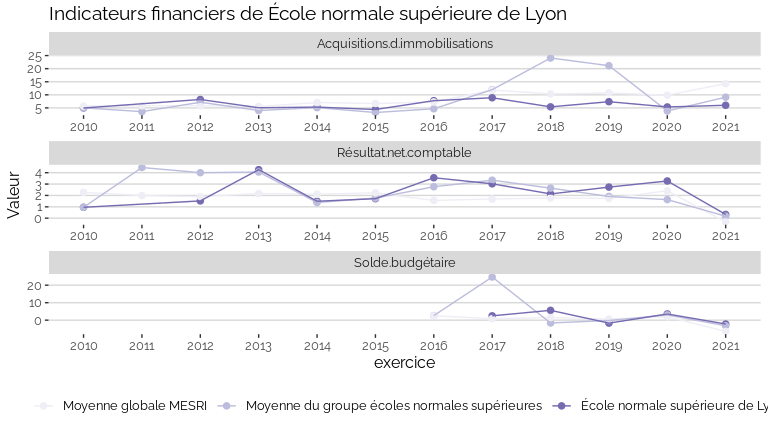 Indicateurs financiers de École normale supérieure de Lyon
Acquisitions.d.immobilisations
25
20
15
10
5
2010 2011 2012 2013 2014 2015 2016 2017 2018 2019 2020 2021
Résultat.net.comptable
4
3
2
1
0
2010 2011 2012 2013 2014 2015 2016 2017 2018 2019 2020 2021
Solde.budgétaire
20
10
0
2010 2011 2012 2013 2014 2015 2016 2017 2018 2019 2020 2021
Valeur
exercice
Moyenne globale MESRI Moyenne du groupe écoles normales supérieures École normale supérieure de Ly